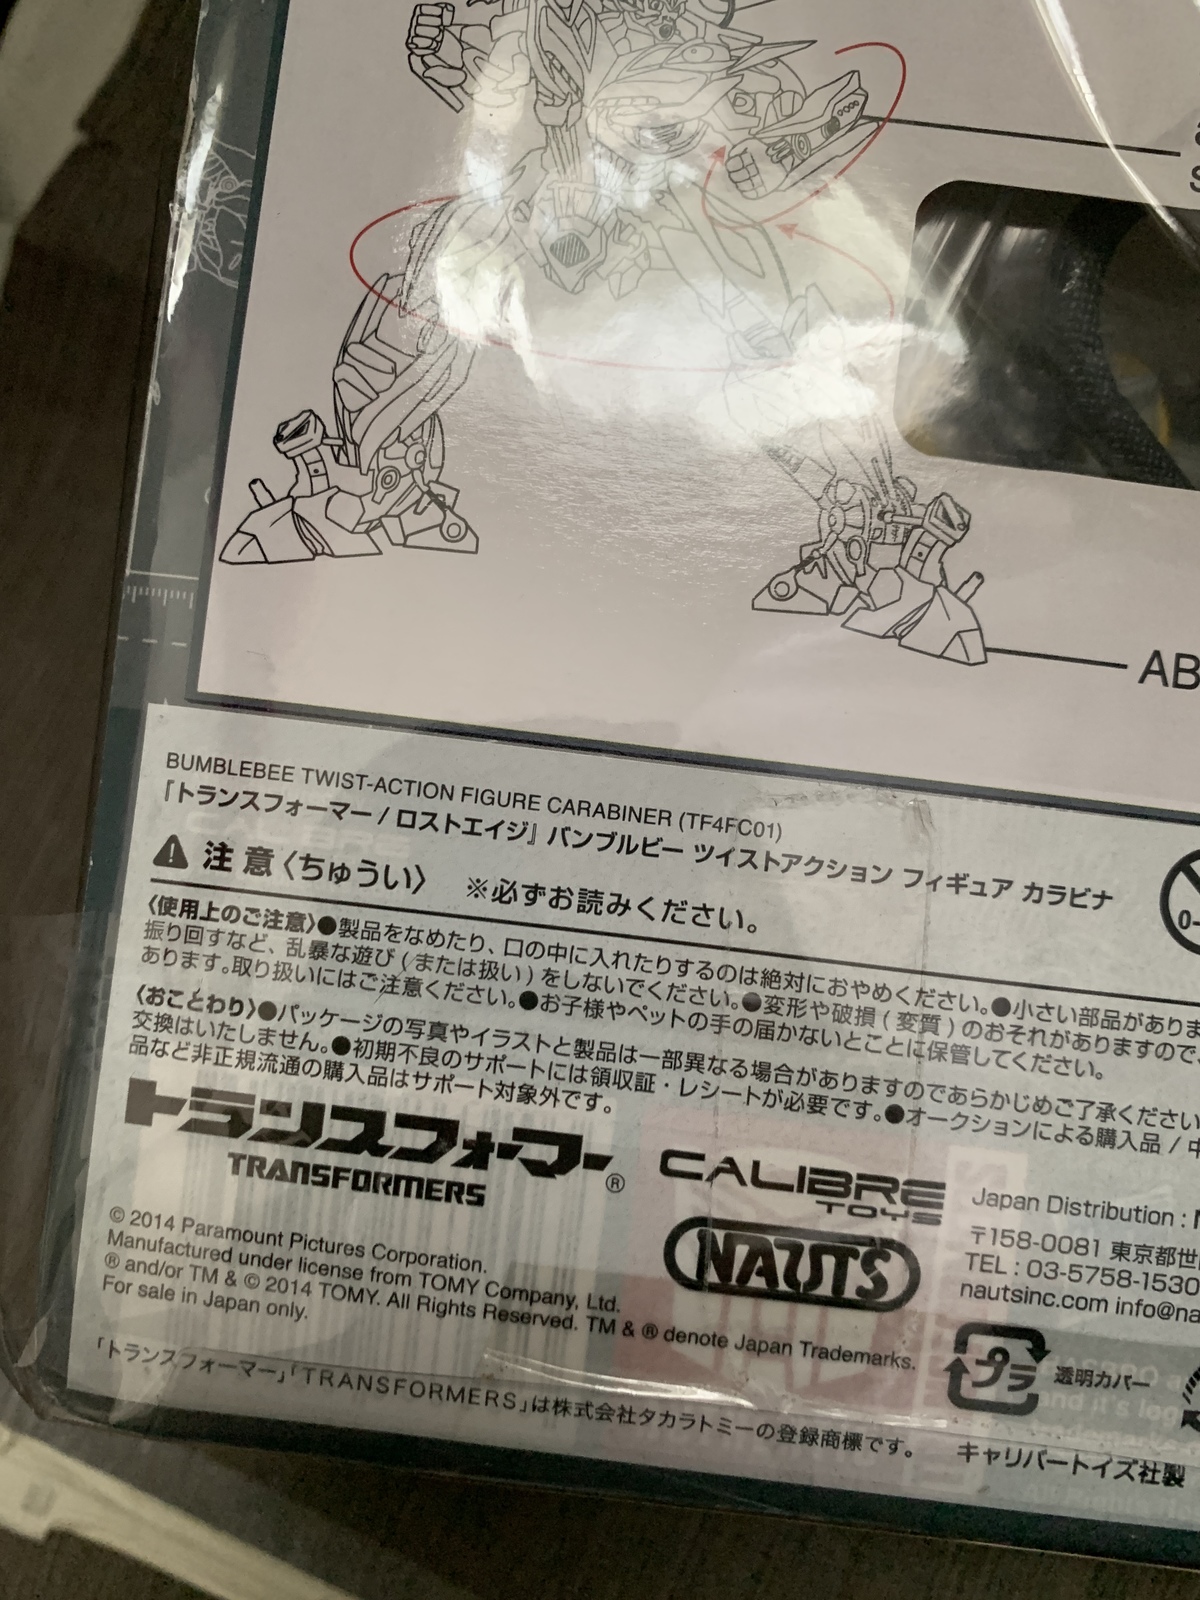 AB
BUMBLEBEE TWIST-ACTION FIGURE CARABINER (TF4FC01)
『トランスフォーマー / ロストエイジ』 バンブルビー ツイストアクション フィギュア カラビナ
注意〈ちゅうい〉 ※必ずお読みください。
0-
〈使用上のご注意〉●製品をなめたり、口の中に入れたりするのは絶対におやめください。●小さい部品がありま
振り回すなど、乱暴な遊び(または扱い)をしないでください。●変形や破損(変質)のおそれがありますので、
あります。取り扱いにはご注意ください。●お子様やペットの手の届かないとことに保管してください。
〈おことわり〉●パッケージの写真やイラストと製品は一部異なる場合がありますのであらかじめご了承ください
交換はいたしません。●初期不良のサポートには領収証・レシートが必要です。●オークションによる購入品 / 中
品など非正規流通の購入品はサポート対象外です。
トランスフォーマー
TRANSFORMERS®
CALIBRE
TOYS
NAUTS
Japan Distribution :
〒158-0081 東京都世
TEL : 03-5758-1530
nautsinc.com info@na
© 2014 Paramount Pictures Corporation.
Manufactured under license from TOMY Company, Ltd.
® and/or TM & © 2014 TOMY. All Rights Reserved. TM & ® denote Japan Trademarks.
For sale in Japan only.
プラ 透明カバー
「トランスフォーマー」「TRANSFORMERS」は株式会社タカラトミーの登録商標です。
キャリバートイズ社製